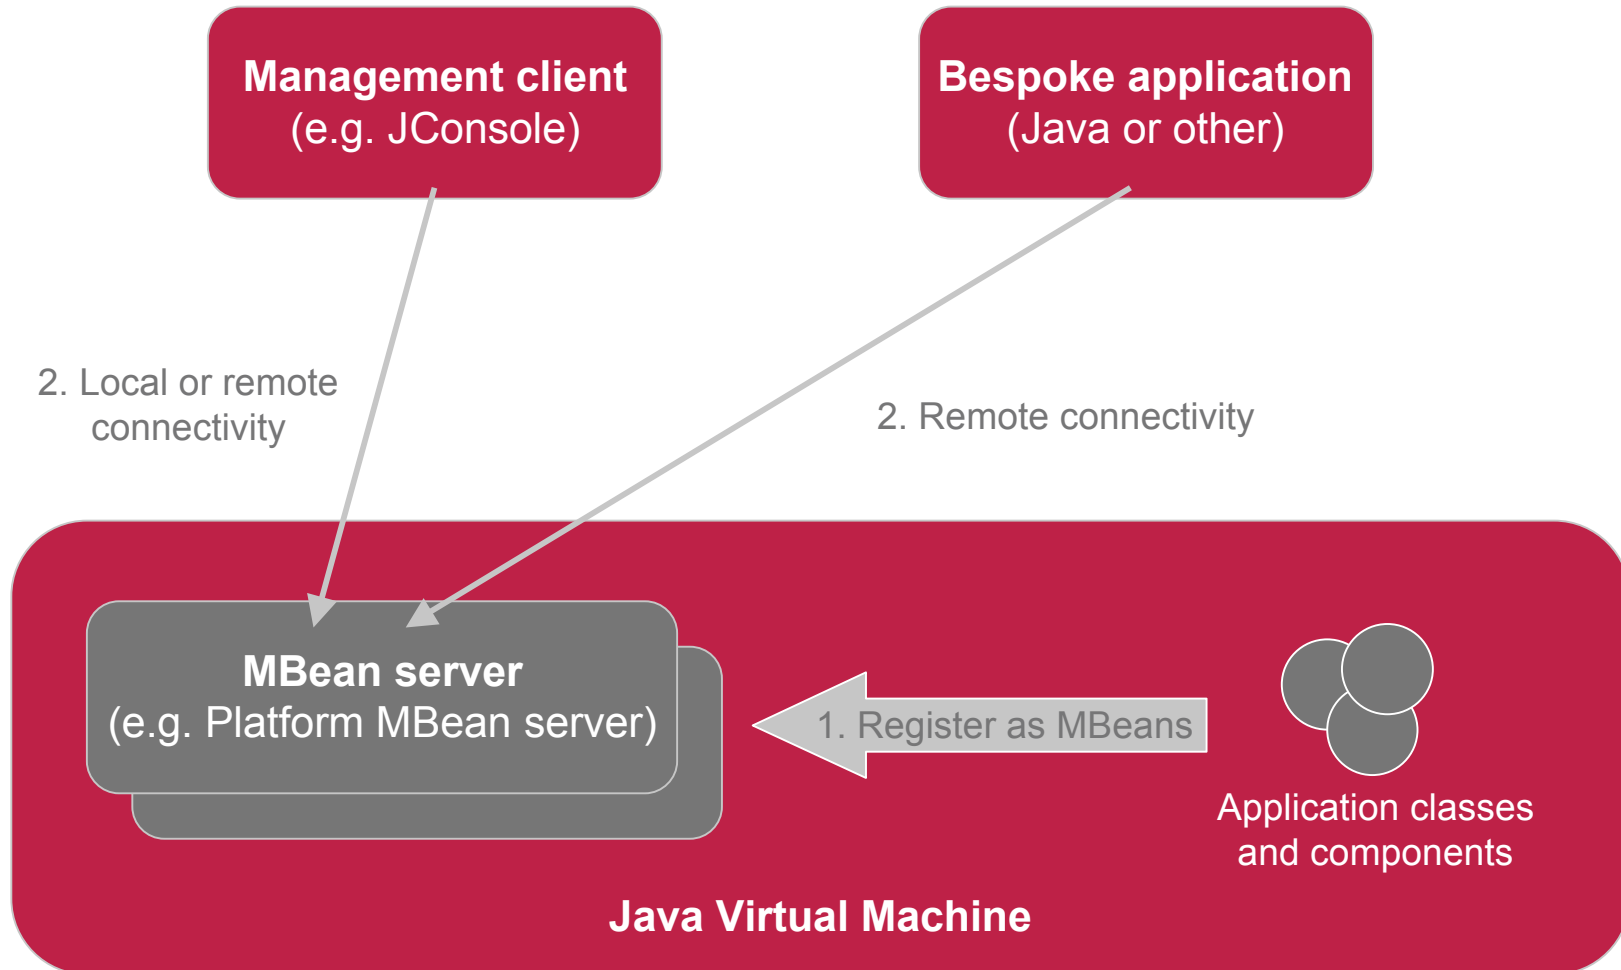 Management client
(e.g. JConsole)
Bespoke application
(Java or other)
2. Local or remote
connectivity
2. Remote connectivity
MBean server
(e.g. Platform MBean server)
1. Register as MBeans
Application classes
and components
Java Virtual Machine